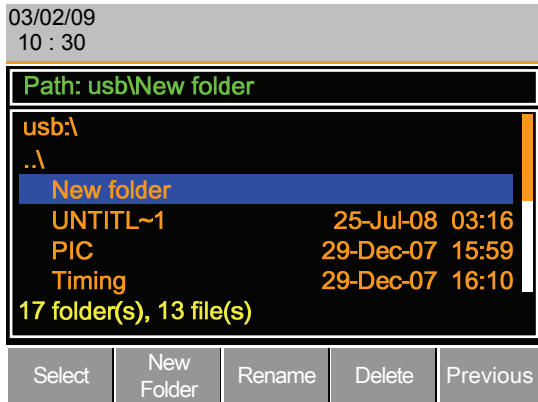 03/02/09
10 : 30
Path: usb\New folder
usb:\
..\
New folder
UNTITL~1 25-Jul-08 03:16
PIC 29-Dec-07 15:59
Timing 29-Dec-07 16:10
17 folder(s), 13 file(s)
Select New Folder Rename Delete Previous